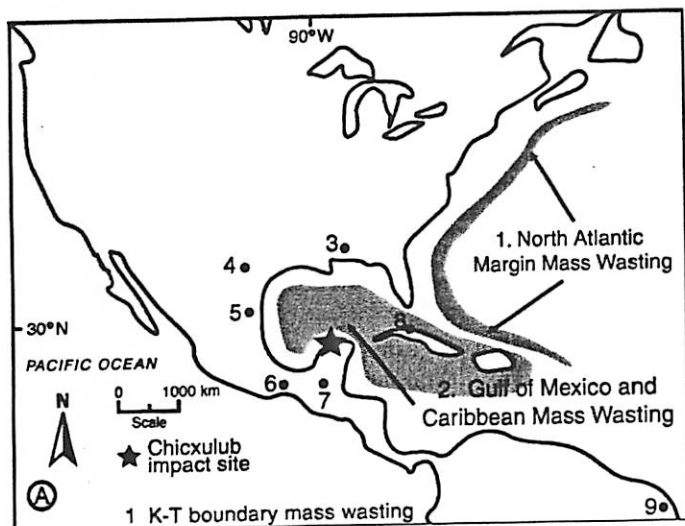 90°W
3
4
1. North Atlantic
Margin Mass Wasting
5
30°N
8
PACIFIC OCEAN
N
0 1000 km
Scale
6
7
2. Gulf of Mexico and
Caribbean Mass Wasting
Chicxulub
impact site
A
1 K-T boundary mass wasting
9